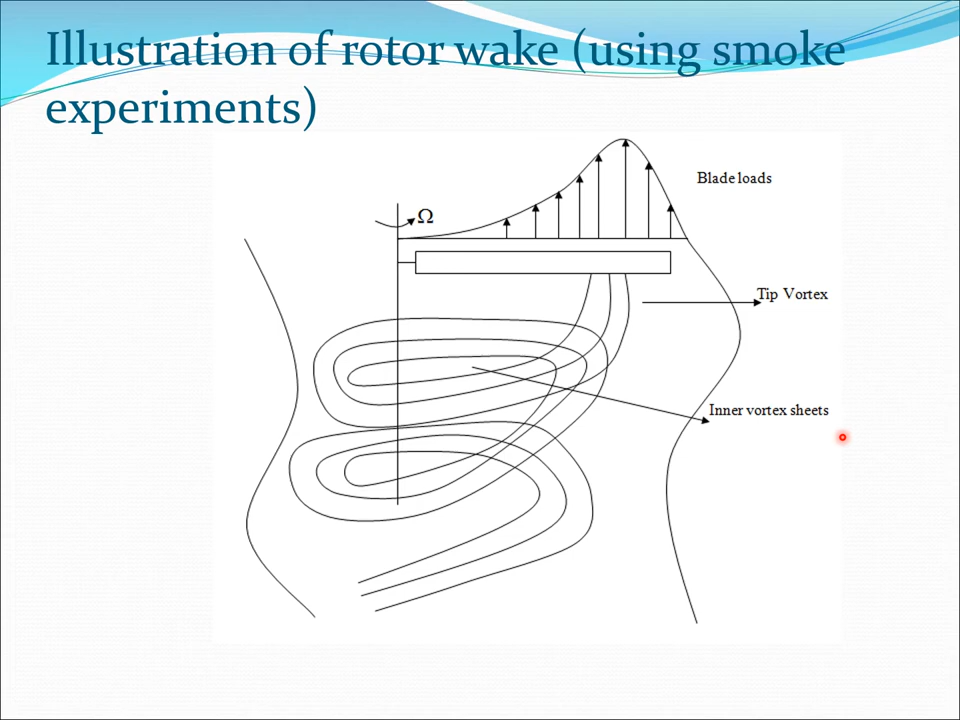 Illustration of rotor wake (using smoke
experiments)
Blade loads
Ω
Tip Vortex
Inner vortex sheets